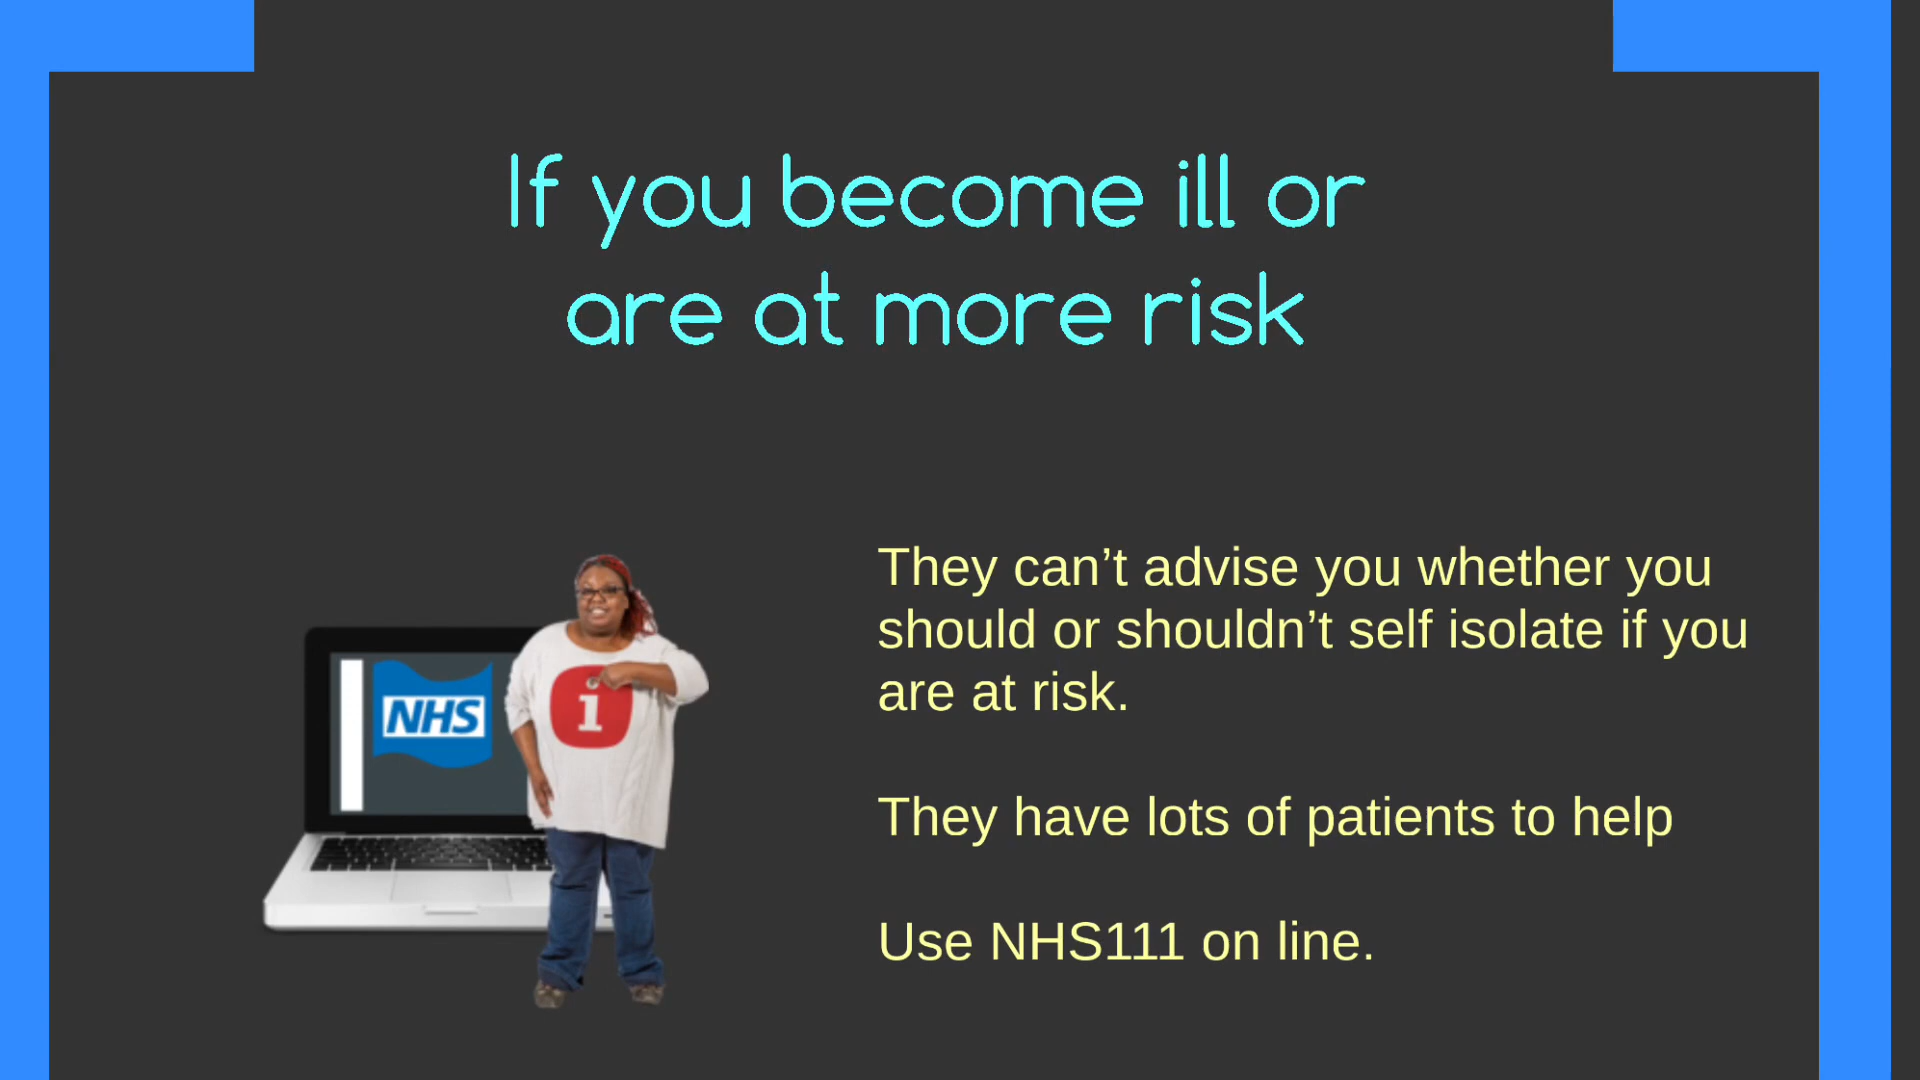 If you become ill or
are at more risk
NHS
i
They can’t advise you whether you
should or shouldn’t self isolate if you
are at risk.
They have lots of patients to help
Use NHS111 on line.